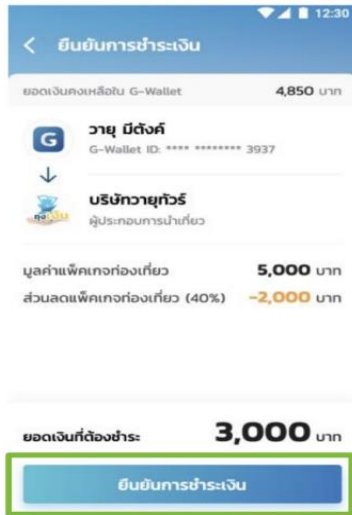 12:30
ยืนยันการชำระเงิน
ยอดเงินคงเหลือใน G-Wallet 4,850 บาท
G
วายุ มีตังค์
G-Wallet ID: **** ******** 3937
ถุงเงิน
บริษัทวายุทัวร์
ผู้ประกอบการนำเที่ยว
มูลค่าแพ็คเกจท่องเที่ยว 5,000 บาท
ส่วนลดแพ็คเกจท่องเที่ยว (40%) -2,000 บาท
ยอดเงินที่ต้องชำระ 3,000 บาท
ยืนยันการชำระเงิน